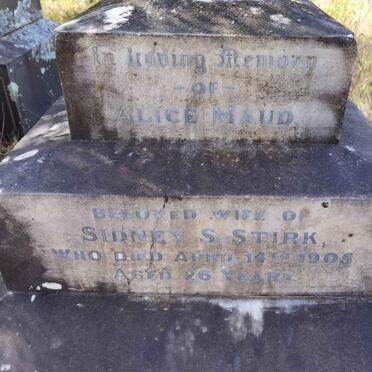 In Loving Memory
- OF -
ALICE MAUD,
BELOVED WIFE OF
SIDNEY S. STIRK,
WHO DIED APRIL 14TH 1905
AGED 26 YEARS